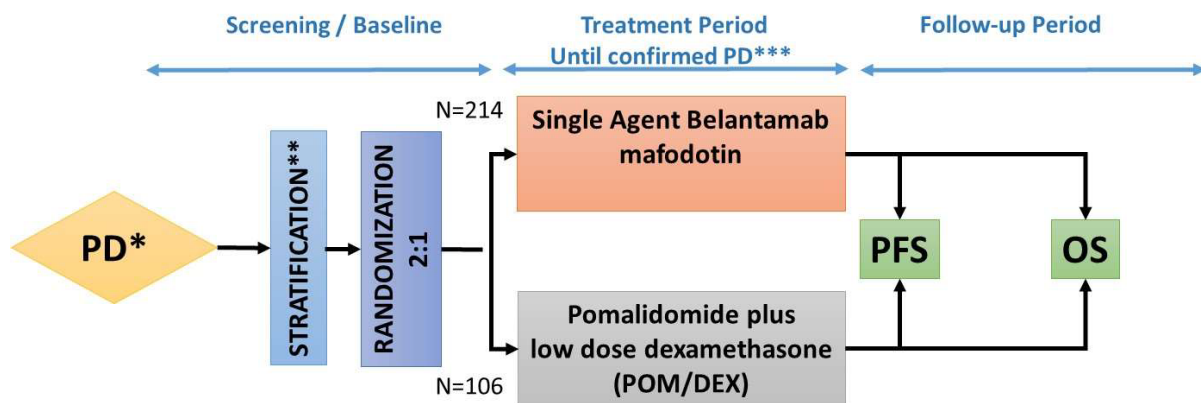 Screening / Baseline
Treatment Period
Until confirmed PD***
Follow-up Period
PD*
STRATIFICATION**
RANDOMIZATION
2:1
N=214
Single Agent Belantamab
mafodotin
N=106
Pomalidomide plus
low dose dexamethasone
(POM/DEX)
PFS
OS